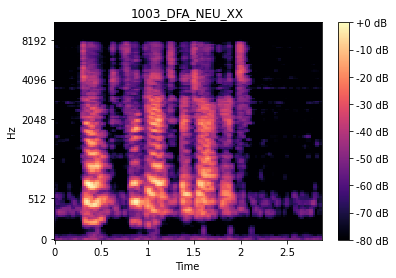 1003_DFA_NEU_XX
Hz
8192
4096
2048
1024
512
0
0
0.5
1
1.5
2
2.5
Time
+0 dB
-10 dB
-20 dB
-30 dB
-40 dB
-50 dB
-60 dB
-70 dB
-80 dB